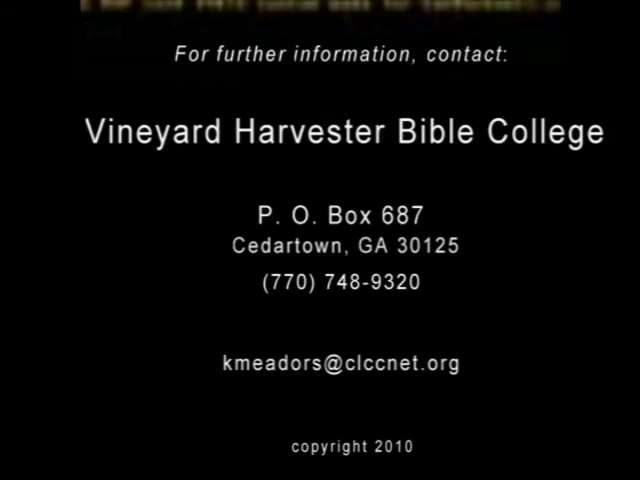 For further information, contact:
Vineyard Harvester Bible College
P. O. Box 687
Cedartown, GA 30125
(770) 748-9320
kmeadors@clccnet.org
copyright 2010